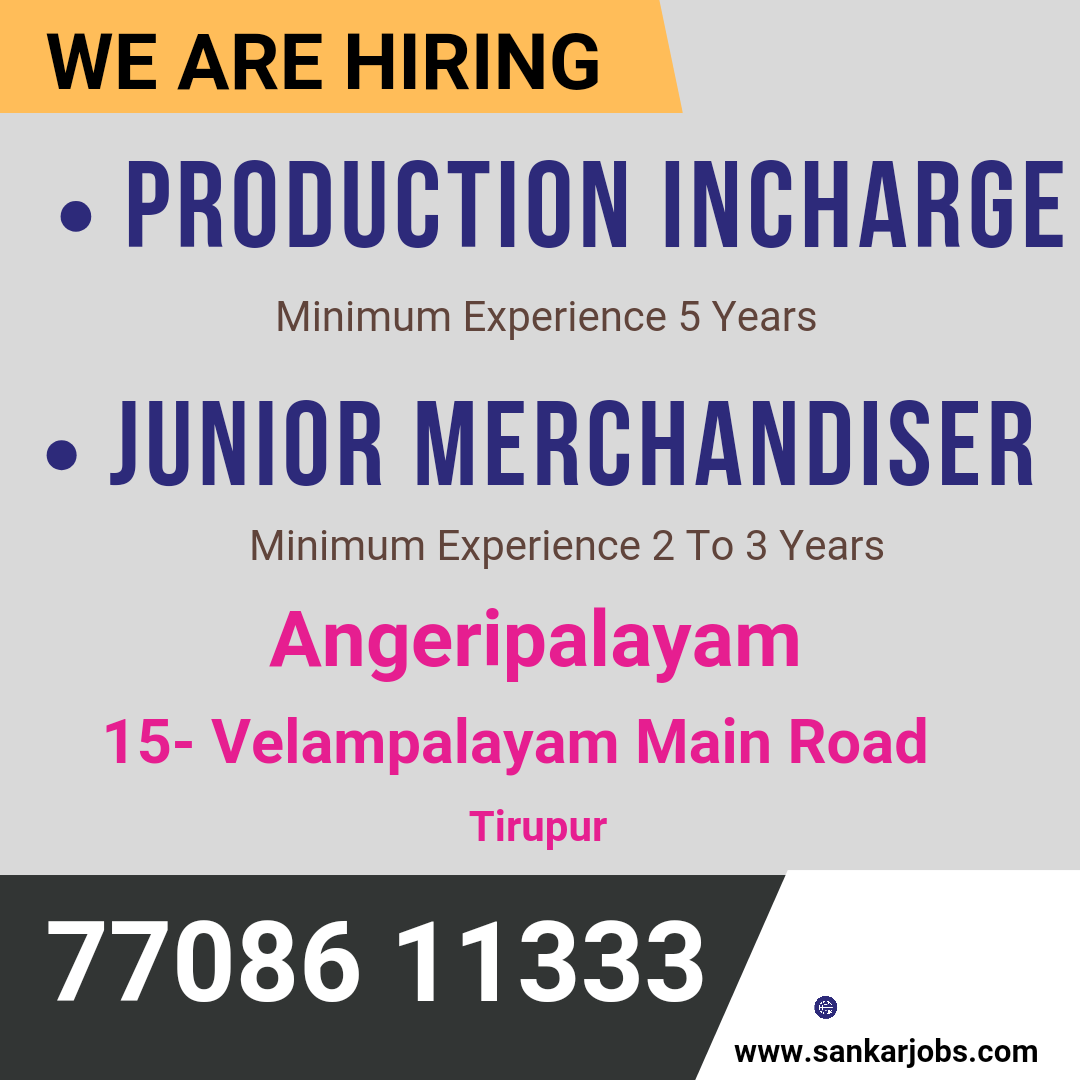 WE ARE HIRING
• PRODUCTION INCHARGE
Minimum Experience 5 Years
• JUNIOR MERCHANDISER
Minimum Experience 2 To 3 Years
Angeripalayam
15- Velampalayam Main Road
Tirupur
77086 11333
www.sankarjobs.com